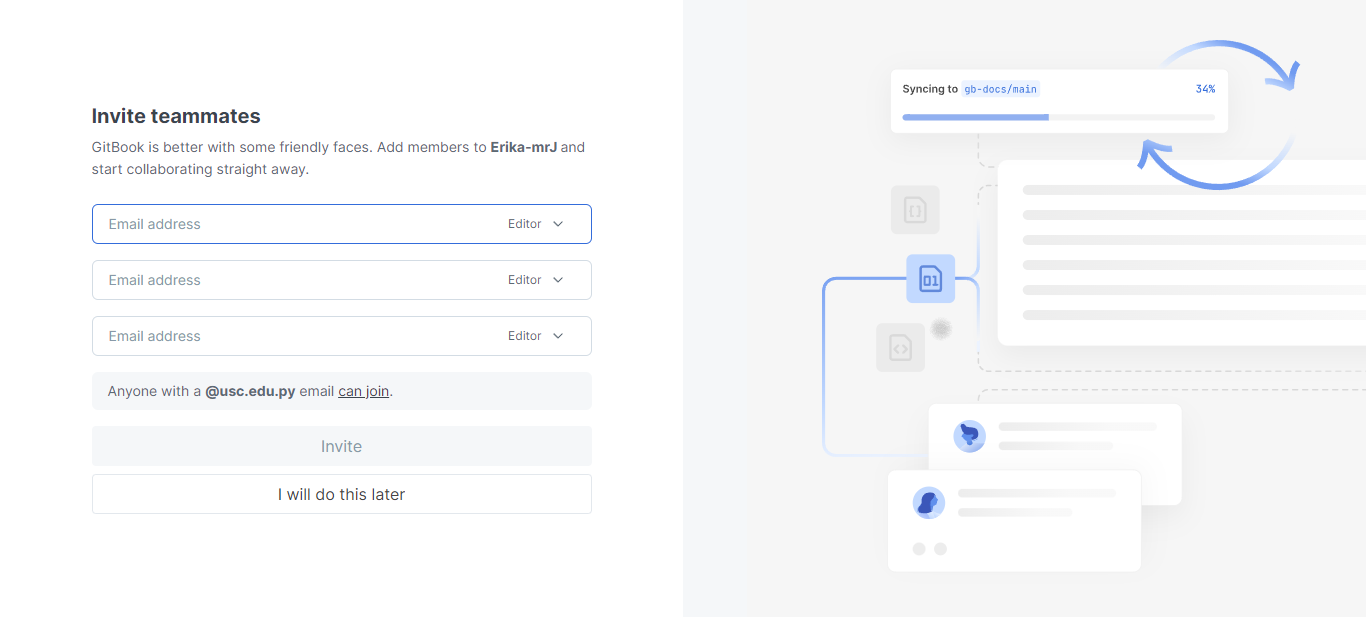 Invite teammates
GitBook is better with some friendly faces. Add members to Erika-mrJ and
start collaborating straight away.
Email address Editor
Email address Editor
Email address Editor
Anyone with a @usc.edu.py email can join.
Invite
I will do this later
Syncing to gb-docs/main 34%
[]
01
<>